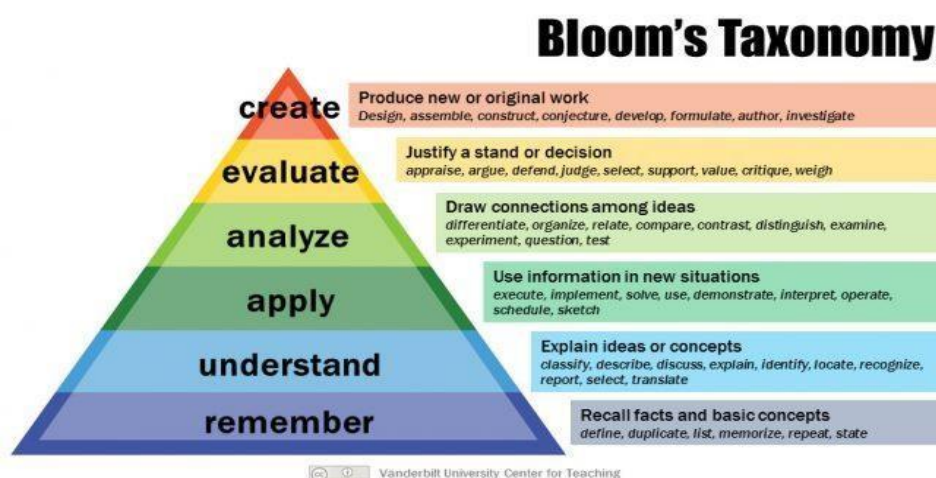 Bloom's Taxonomy
create
Produce new or original work
Design, assemble, construct, conjecture, develop, formulate, author, investigate
evaluate
Justify a stand or decision
appraise, argue, defend, judge, select, support, value, critique, weigh
analyze
Draw connections among ideas
differentiate, organize, relate, compare, contrast, distinguish, examine,
experiment, question, test
apply
Use information in new situations
execute, implement, solve, use, demonstrate, interpret, operate,
schedule, sketch
understand
Explain ideas or concepts
classify, describe, discuss, explain, identify, locate, recognize,
report, select, translate
remember
Recall facts and basic concepts
define, duplicate, list, memorize, repeat, state
cc Vanderbilt University Center for Teaching